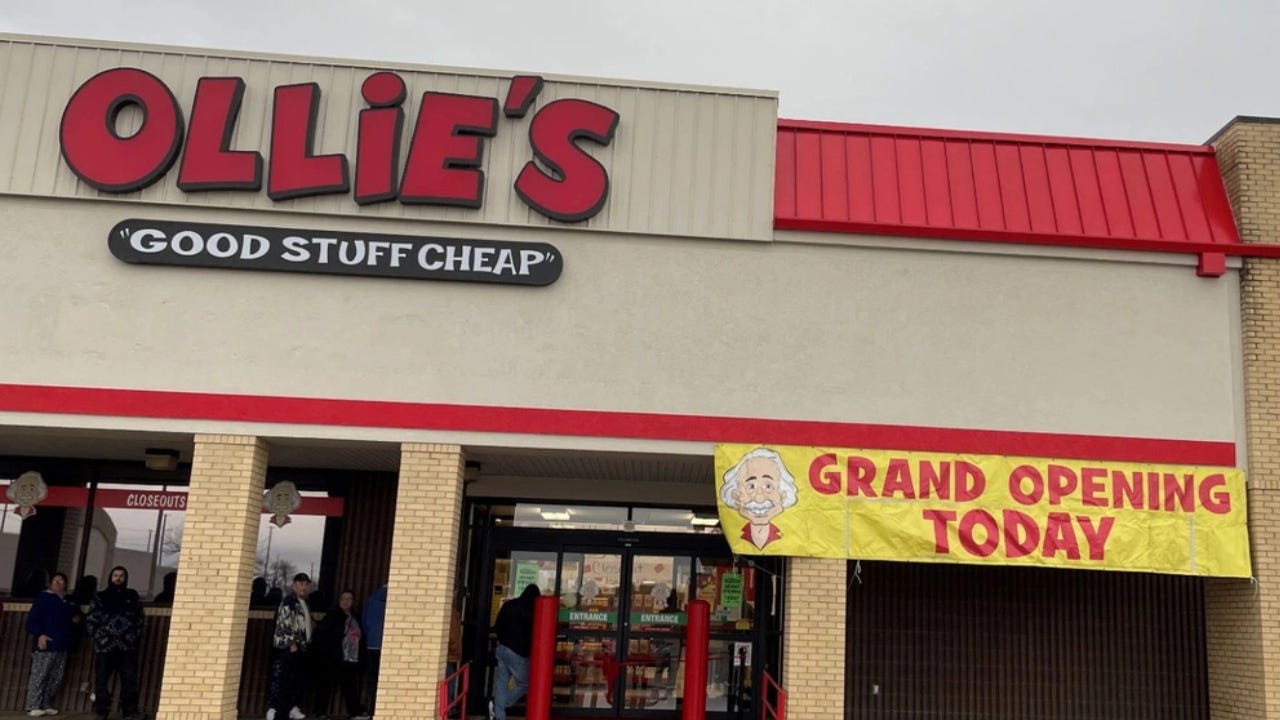 OLLiE'S
"GOOD STUFF CHEAP"
GRAND OPENING
TODAY
CLOSEOUTS
ENTRANCE
ENTRANCE